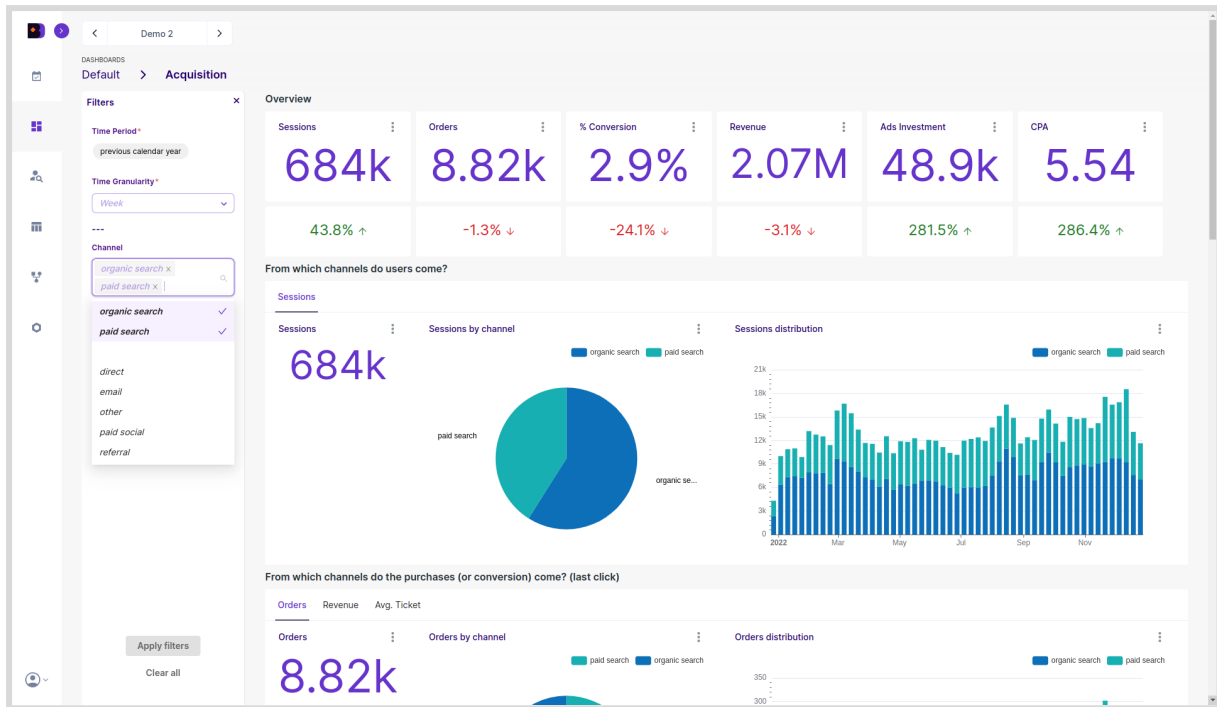 Demo 2
DASHBOARDS
Default > Acquisition
Filters ×
Time Period*
previous calendar year
Time Granularity*
Week
---
Channel
organic search ×
paid search ×
organic search
paid search
direct
email
other
paid social
referral
Apply filters
Clear all
Overview
Sessions
684k
43.8% ↑
Orders
8.82k
-1.3% ↓
% Conversion
2.9%
-24.1% ↓
Revenue
2.07M
-3.1% ↓
Ads Investment
48.9k
281.5% ↑
CPA
5.54
286.4% ↑
From which channels do users come?
Sessions
Sessions
684k
Sessions by channel
organic search paid search
paid search
organic se...
Sessions distribution
organic search paid search
21k
18k
15k
12k
9k
6k
3k
0
2022 Mar May Jul Sep Nov
From which channels do the purchases (or conversion) come? (last click)
Orders Revenue Avg. Ticket
Orders
8.82k
Orders by channel
paid search organic search
Orders distribution
organic search paid search
350
300